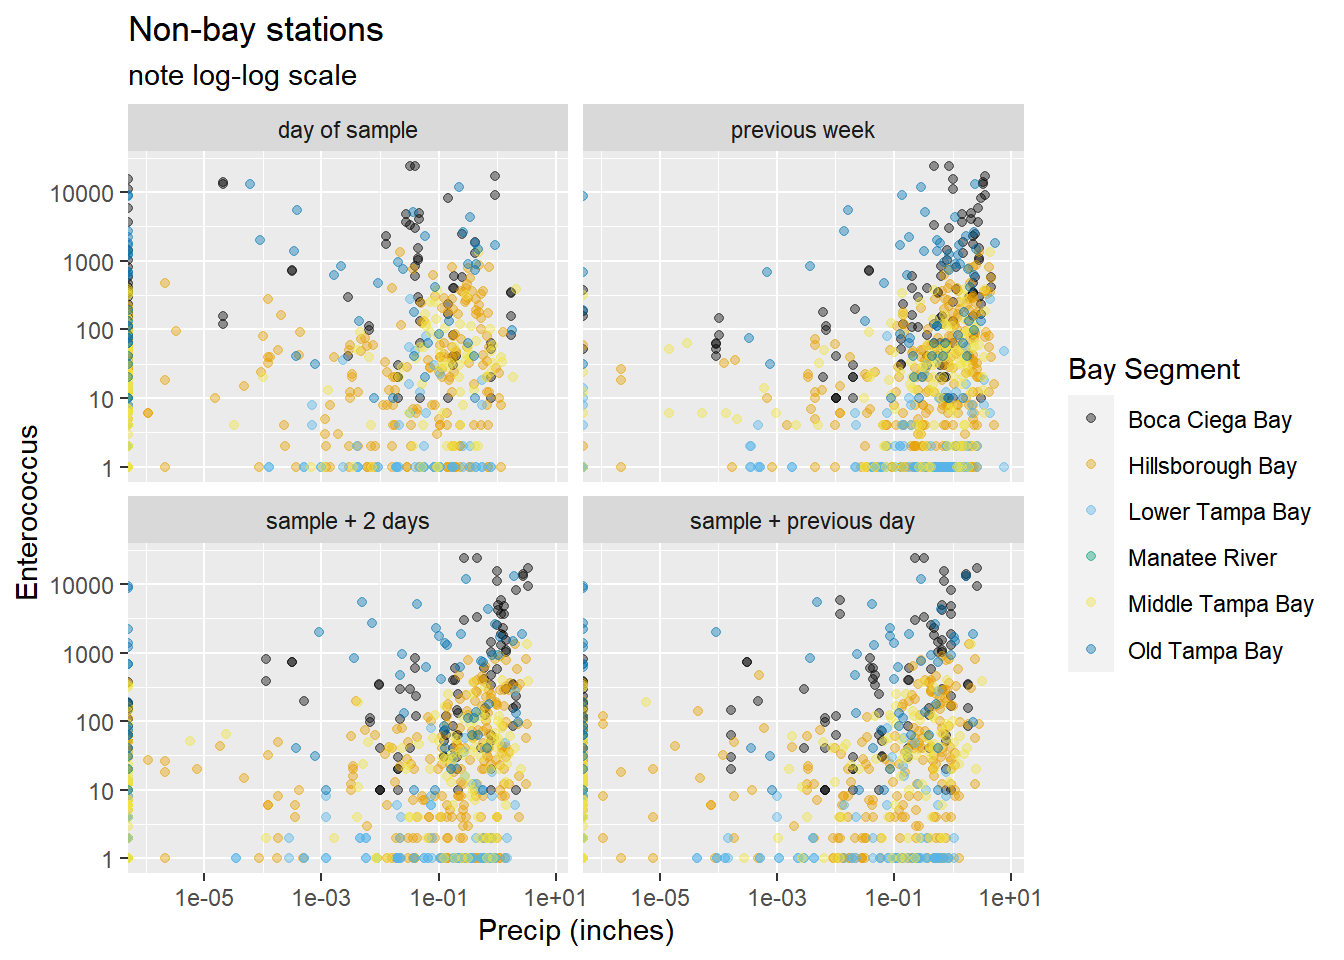 Non-bay stations
note log-log scale
day of sample
previous week
10000
1000
100
10
1
sample + 2 days
sample + previous day
10000
1000
100
10
1
1e-05
1e-03
1e-01
1e+01
1e-05
1e-03
1e-01
1e+01
Precip (inches)
Enterococcus
Bay Segment
Boca Ciega Bay
Hillsborough Bay
Lower Tampa Bay
Manatee River
Middle Tampa Bay
Old Tampa Bay